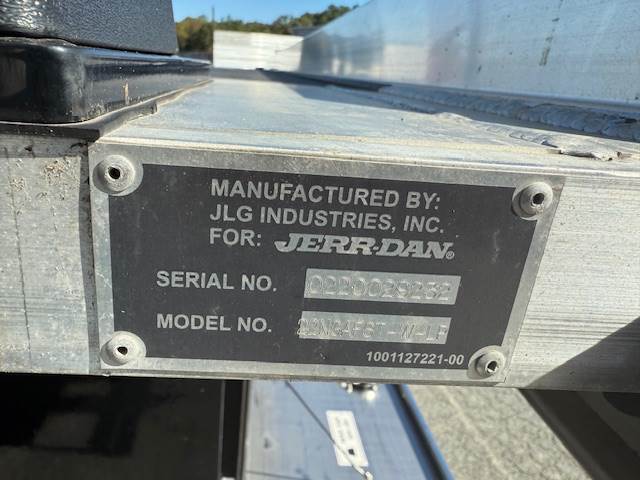 MANUFACTURED BY:
JLG INDUSTRIES, INC.
FOR: JERR-DAN®
SERIAL NO.
MODEL NO.
1001127221-00